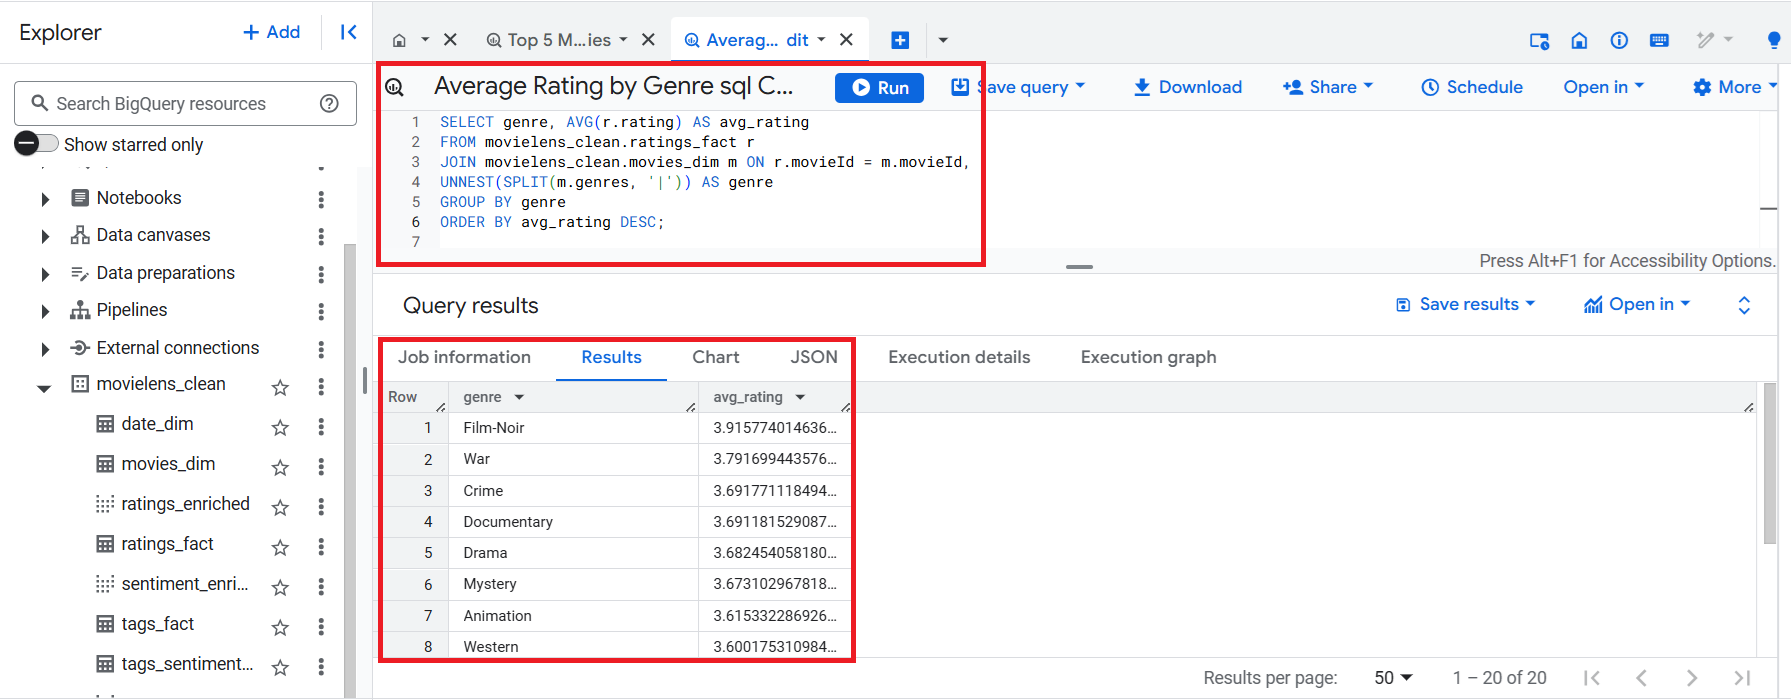 Explorer
+ Add
Search BigQuery resources
Show starred only
Notebooks
Data canvases
Data preparations
Pipelines
External connections
movielens_clean
date_dim
movies_dim
ratings_enriched
ratings_fact
sentiment_enri...
tags_fact
tags_sentiment...
Top 5 M...ies
Averag... dit
Average Rating by Genre sql C...
Run
Save query
Download
Share
Schedule
Open in
More
1 SELECT genre, AVG(r.rating) AS avg_rating
2 FROM movielens_clean.ratings_fact r
3 JOIN movielens_clean.movies_dim m ON r.movieId = m.movieId,
4 UNNEST(SPLIT(m.genres, '|')) AS genre
5 GROUP BY genre
6 ORDER BY avg_rating DESC;
7
Press Alt+F1 for Accessibility Options.
Query results
Save results
Open in
Job information Results Chart JSON Execution details Execution graph
Row genre avg_rating
1 Film-Noir 3.915774014636...
2 War 3.791699443576...
3 Crime 3.691771118494...
4 Documentary 3.691181529087...
5 Drama 3.682454058180...
6 Mystery 3.673102967818...
7 Animation 3.615332286926...
8 Western 3.600175310984...
Results per page: 50 1 – 20 of 20